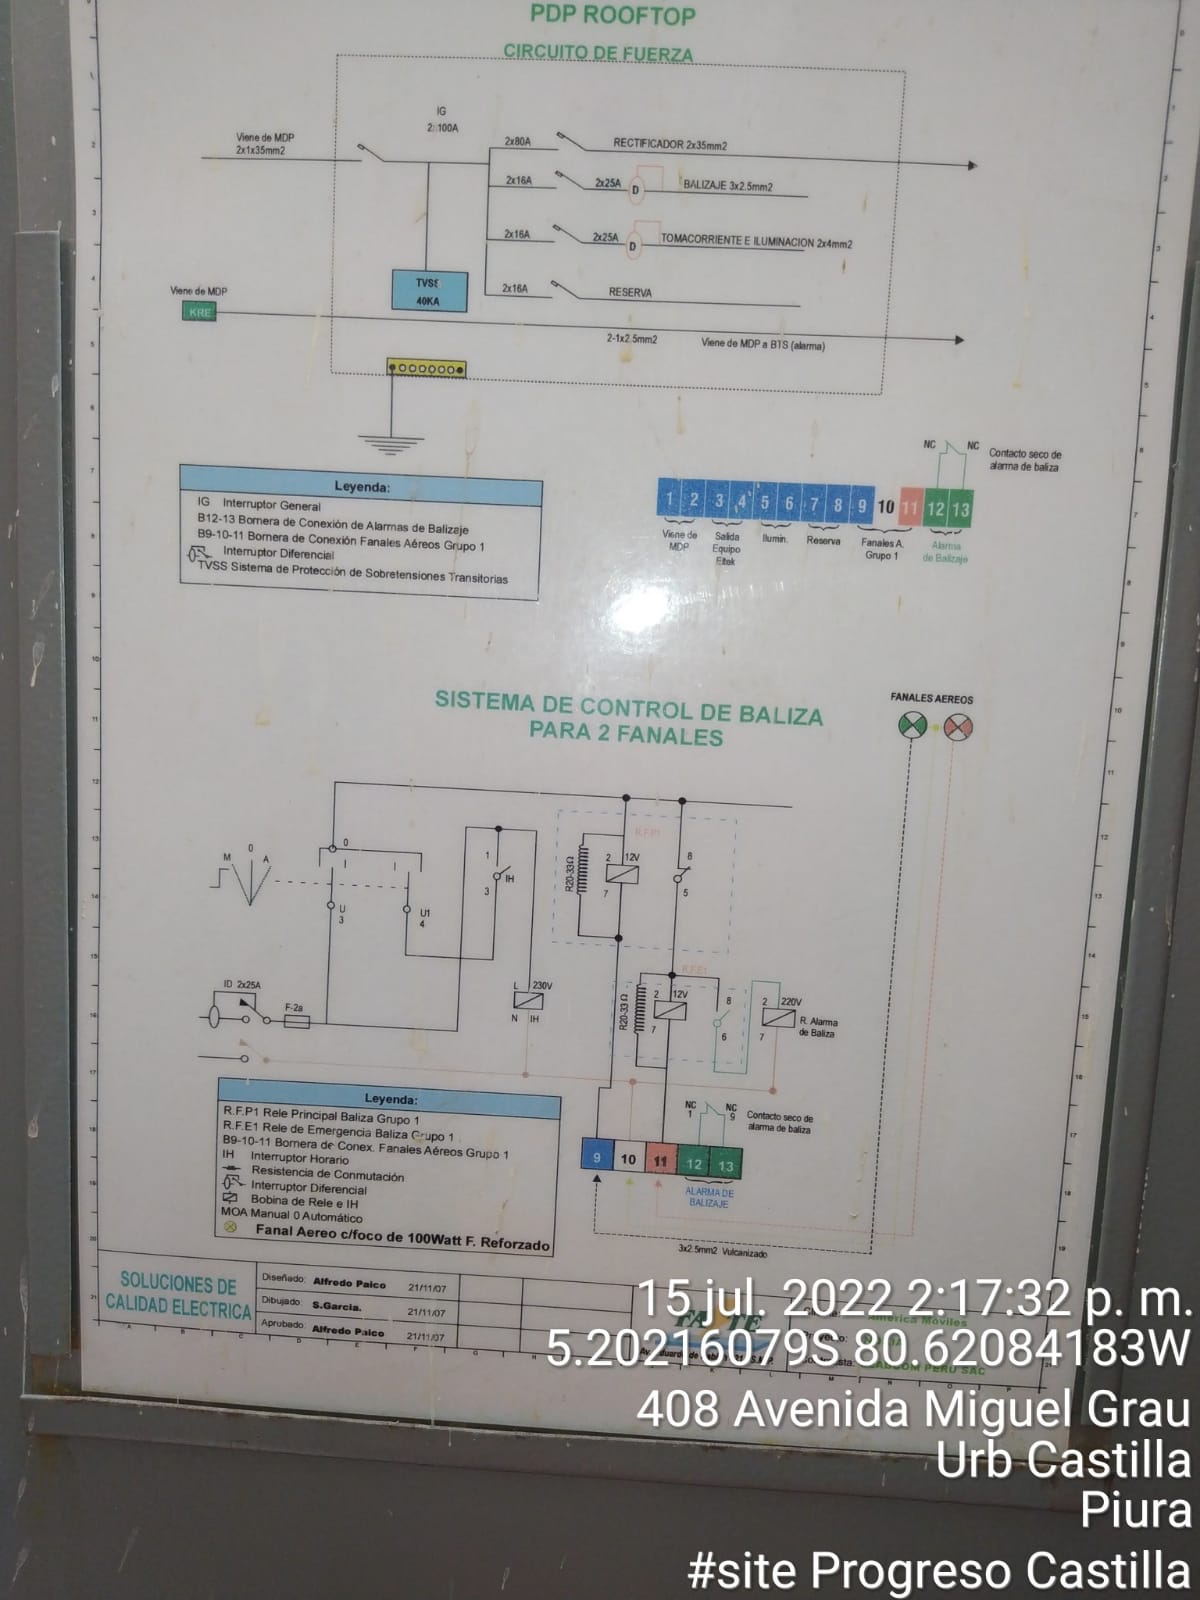 PDP ROOFTOP
CIRCUITO DE FUERZA
IG
2x100A
Viene de MDP
2x1x35mm2
2x80A
RECTIFICADOR 2x35mm2
2x16A
2x25A
D
BALIZAJE 3x2.5mm2
2x16A
2x25A
D
TOMACORRIENTE E ILUMINACION 2x4mm2
TVSS
40KA
2x16A
RESERVA
Viene de MDP
KRE
2-1x2.5mm2
Viene de MDP a BTS (alarma)
NC NC
Contacto seco de
alarma de baliza
1 2 3 4 5 6 7 8 9 10 11 12 13
Viene de
MDP
Salida
Equipo
Eltek
Ilumin.
Reserva
Fanales A.
Grupo 1
Alarma
de Balizaje
Leyenda:
IG Interruptor General
B12-13 Bornera de Conexión de Alarmas de Balizaje
B9-10-11 Bornera de Conexión Fanales Aéreos Grupo 1
Interruptor Diferencial
TVSS Sistema de Protección de Sobretensiones Transitorias
SISTEMA DE CONTROL DE BALIZA
PARA 2 FANALES
FANALES AEREOS
M 0 A
0
I I
U
3
U1
4
1
IH
3
L 230V
N IH
R.F.P1
R20-33Ω
2 12V
7
8
5
R.F.E1
R20-33Ω
2 12V
7
8
6
2 220V
7
R. Alarma
de Baliza
ID 2x25A
F-2a
NC
1
NC
9
Contacto seco de
alarma de baliza
9 10 11 12 13
ALARMA DE
BALIZAJE
3x2.5mm2 Vulcanizado
Leyenda:
R.F.P1 Rele Principal Baliza Grupo 1
R.F.E1 Rele de Emergencia Baliza Grupo 1
B9-10-11 Bornera de Conex. Fanales Aéreos Grupo 1
IH Interruptor Horario
Resistencia de Conmutación
Interruptor Diferencial
Bobina de Rele e IH
MOA Manual 0 Automático
Fanal Aereo c/foco de 100Watt F. Reforzado
SOLUCIONES DE
CALIDAD ELECTRICA
Diseñado: Alfredo Paico 21/11/07
Dibujado: S.Garcia. 21/11/07
Aprobado: Alfredo Paico 21/11/07
América Móviles
PERU SAC
15 jul. 2022 2:17:32 p. m.
5.20216079S 80.62084183W
408 Avenida Miguel Grau
Urb Castilla
Piura
#site Progreso Castilla